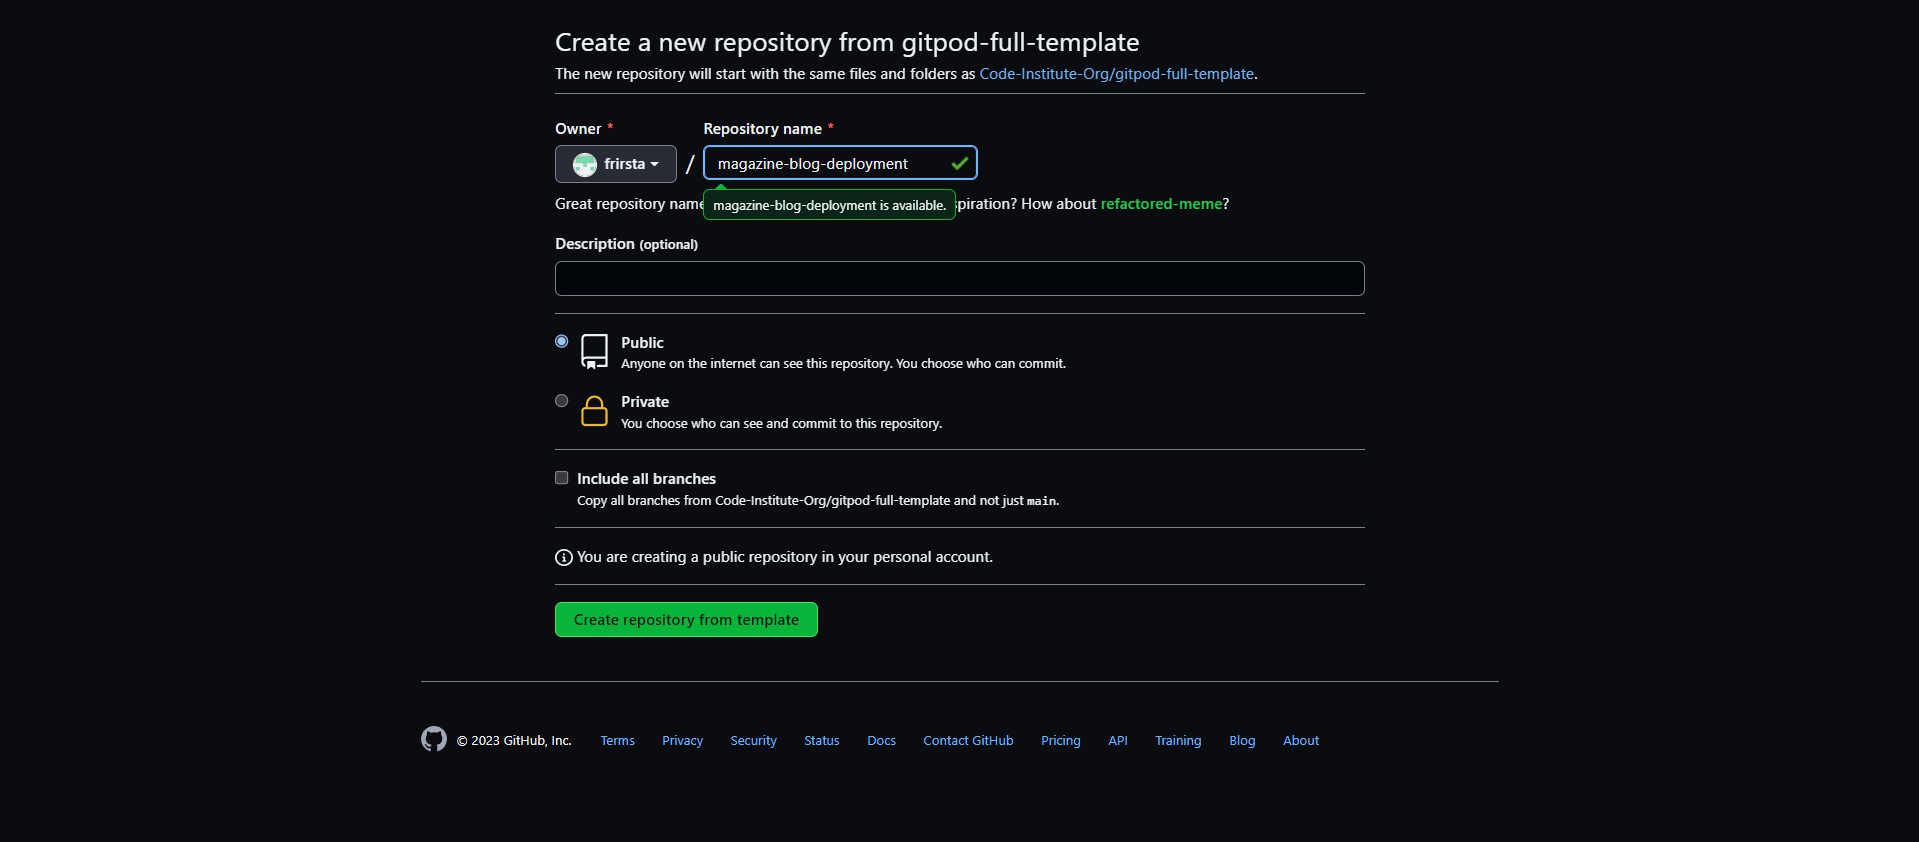 Create a new repository from gitpod-full-template
The new repository will start with the same files and folders as Code-Institute-Org/gitpod-full-template.
Owner * Repository name *
frirsta / magazine-blog-deployment
Great repository name
magazine-blog-deployment is available.
spiration? How about refactored-meme?
Description (optional)
Public
Anyone on the internet can see this repository. You choose who can commit.
Private
You choose who can see and commit to this repository.
Include all branches
Copy all branches from Code-Institute-Org/gitpod-full-template and not just main.
You are creating a public repository in your personal account.
Create repository from template
© 2023 GitHub, Inc. Terms Privacy Security Status Docs Contact GitHub Pricing API Training Blog About